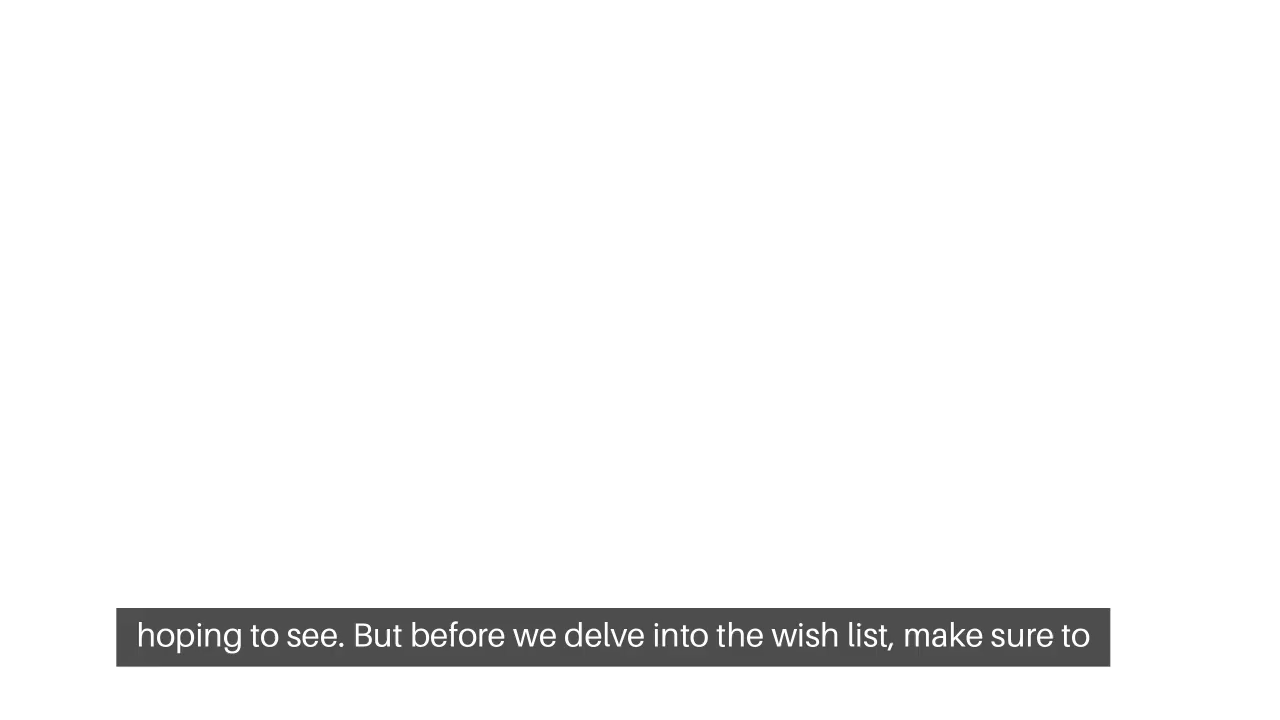 hoping to see. But before we delve into the wish list, make sure to